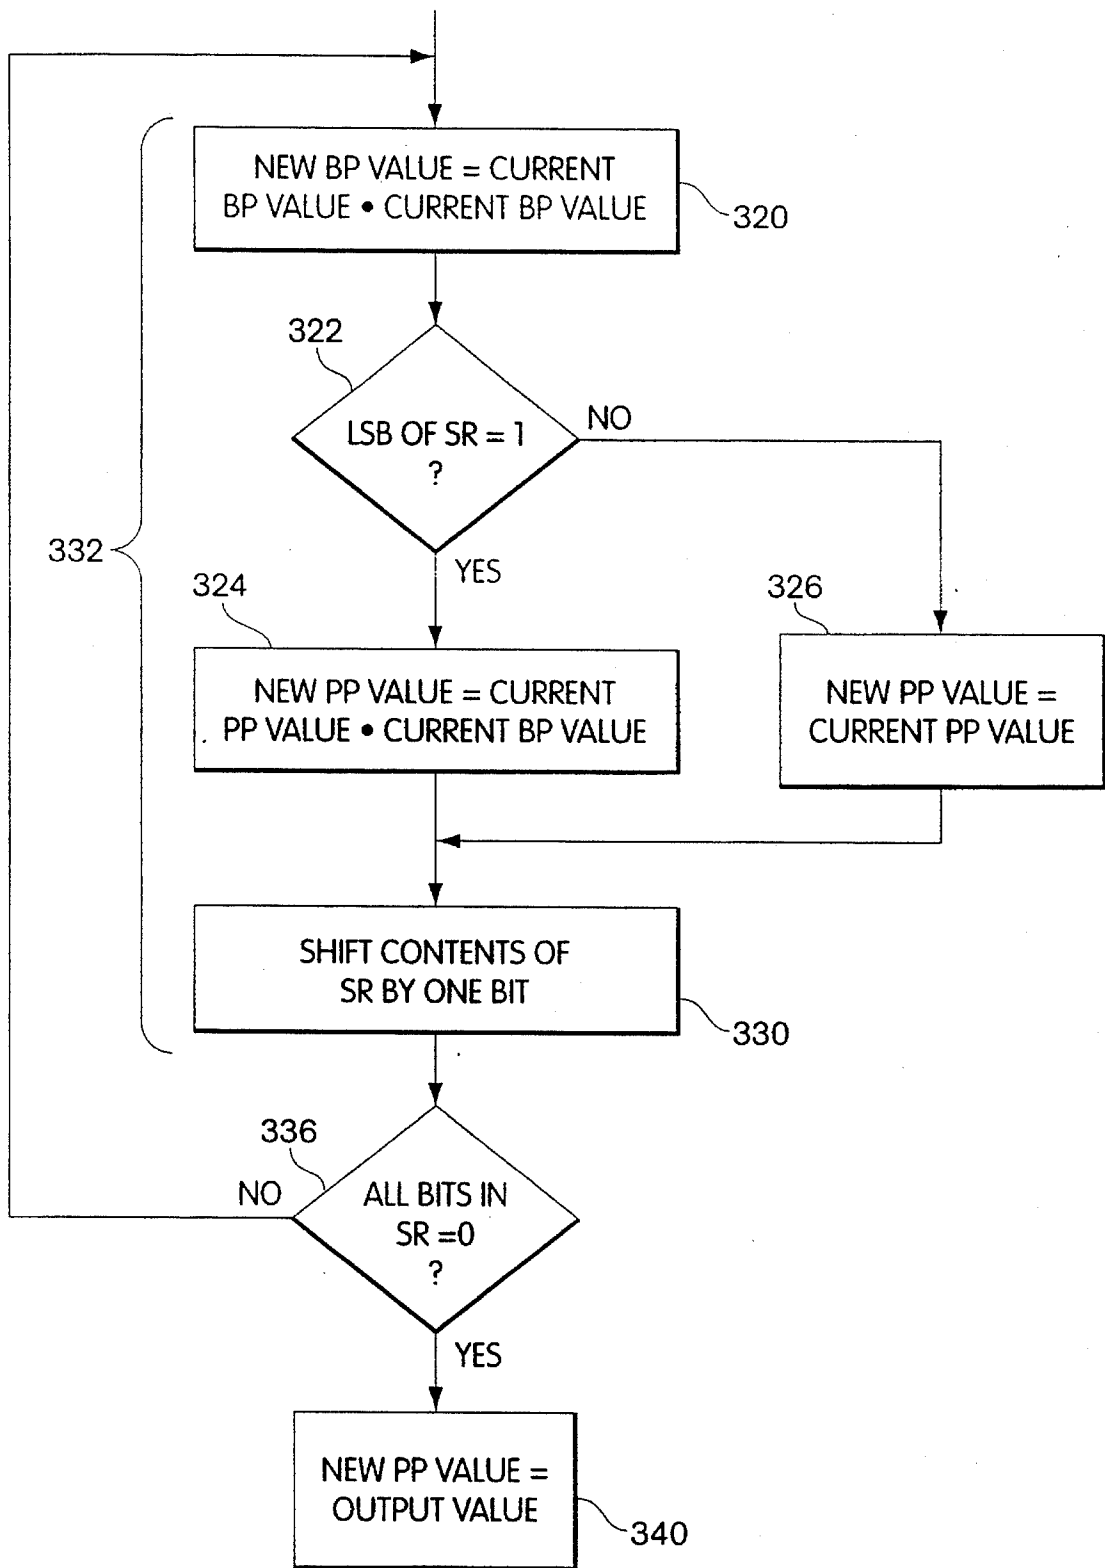 NEW BP VALUE = CURRENT
BP VALUE • CURRENT BP VALUE
320
322
LSB OF SR = 1
?
NO
YES
332
324
NEW PP VALUE = CURRENT
PP VALUE • CURRENT BP VALUE
326
NEW PP VALUE =
CURRENT PP VALUE
SHIFT CONTENTS OF
SR BY ONE BIT
330
336
NO
ALL BITS IN
SR =0
?
YES
NEW PP VALUE =
OUTPUT VALUE
340